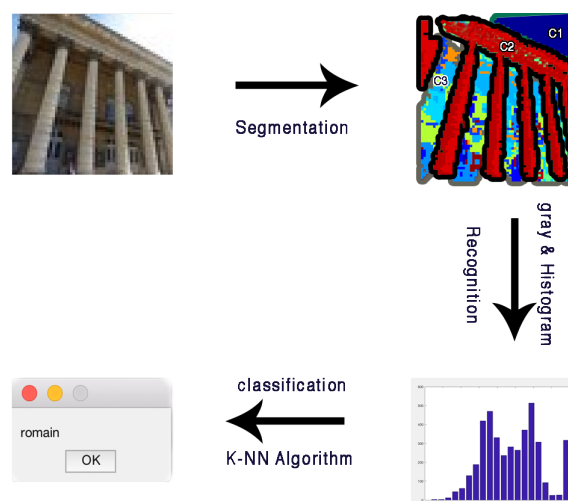 C1
C2
C3
Segmentation
gray & Histogram
Recognition
classification
K-NN Algorithm
romain
OK